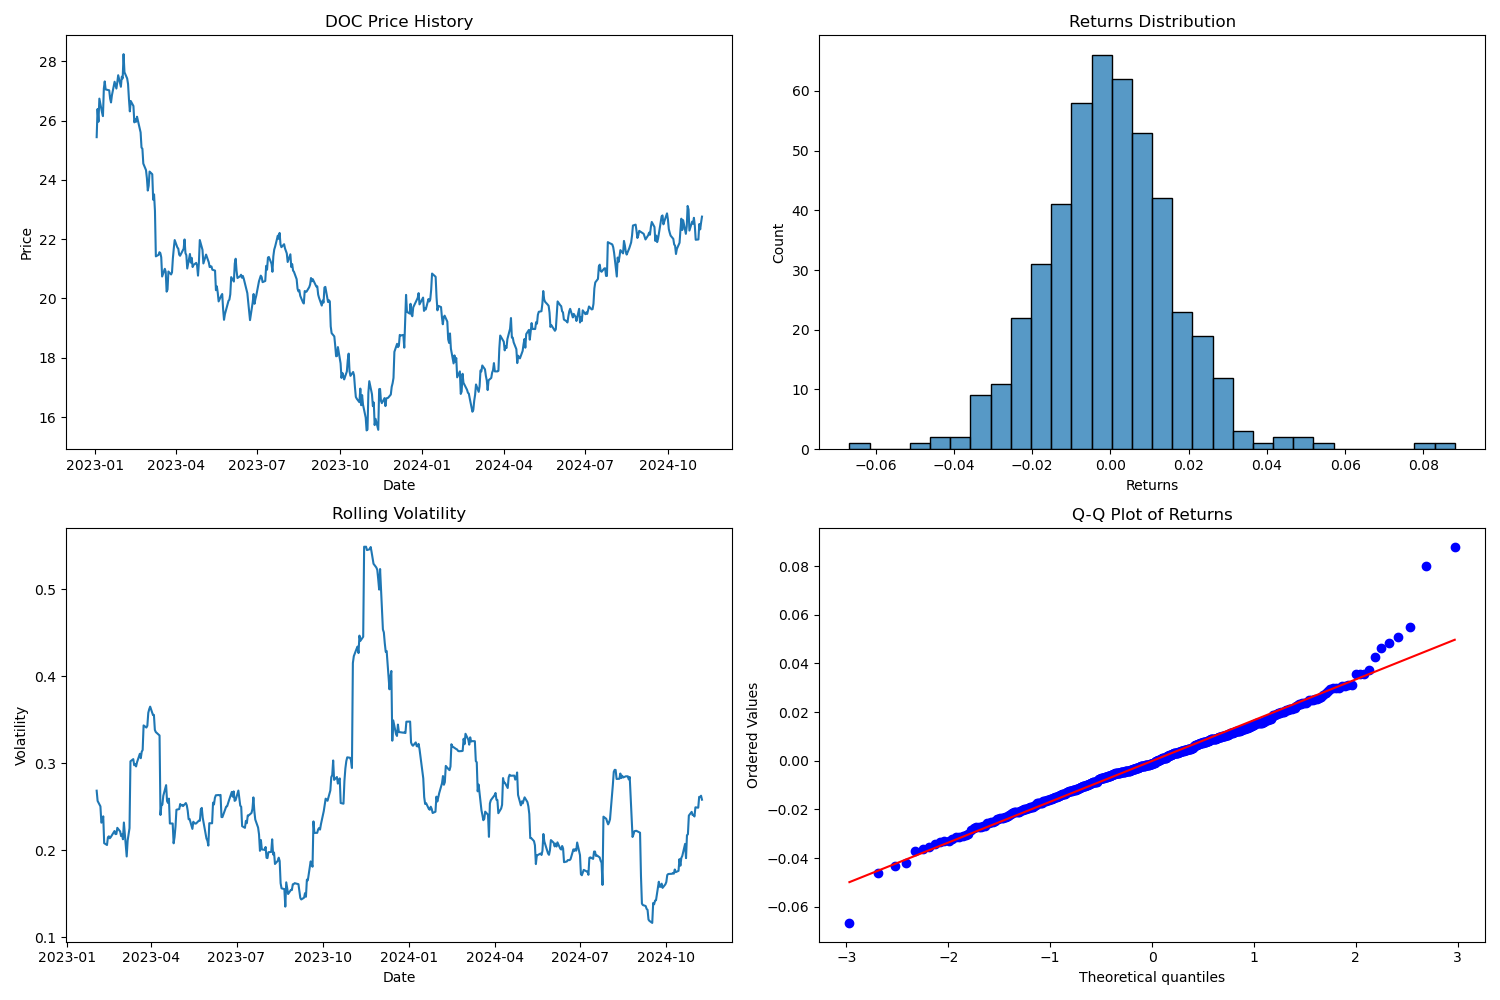 DOC Price History
28
26
24
22
20
18
16
Price
2023-01 2023-04 2023-07 2023-10 2024-01 2024-04 2024-07 2024-10
Date
Returns Distribution
60
50
40
30
20
10
0
Count
−0.06 −0.04 −0.02 0.00 0.02 0.04 0.06 0.08
Returns
Rolling Volatility
0.5
0.4
0.3
0.2
0.1
Volatility
2023-01 2023-04 2023-07 2023-10 2024-01 2024-04 2024-07 2024-10
Date
Q-Q Plot of Returns
0.08
0.06
0.04
0.02
0.00
−0.02
−0.04
−0.06
Ordered Values
−3 −2 −1 0 1 2 3
Theoretical quantiles